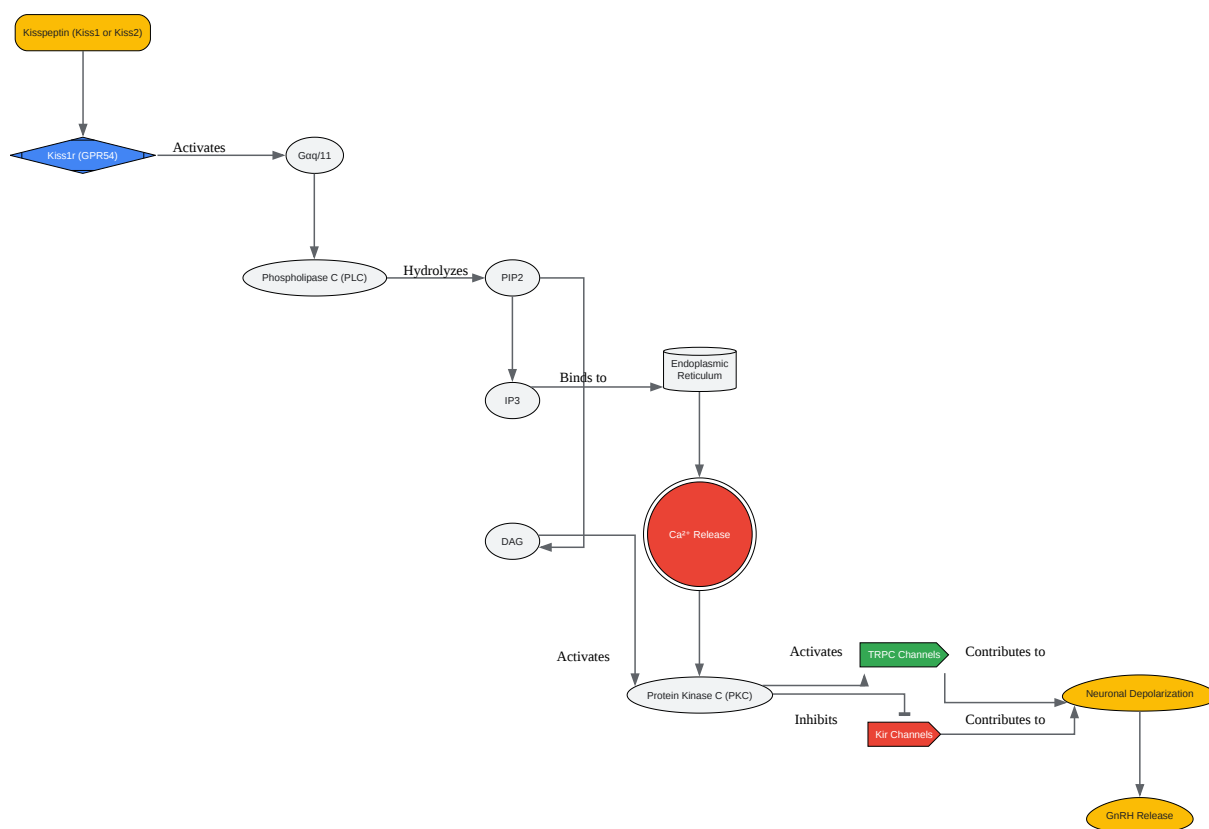 Kisspeptin (Kiss1 or Kiss2)
Kiss1r (GPR54)
Activates
Gαq/11
Phospholipase C (PLC)
Hydrolyzes
PIP2
Endoplasmic
Reticulum
Binds to
IP3
DAG
Ca²⁺ Release
Activates
Protein Kinase C (PKC)
Activates
TRPC Channels
Contributes to
Neuronal Depolarization
Inhibits
Kir Channels
Contributes to
GnRH Release